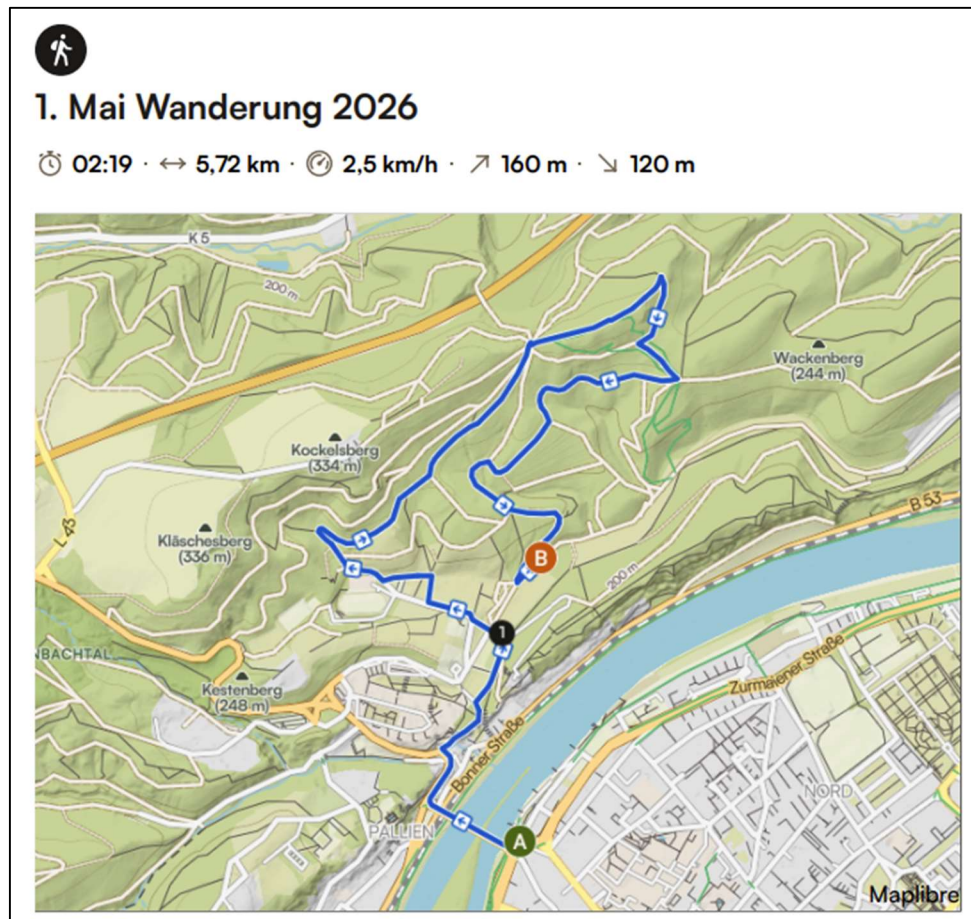 1. Mai Wanderung 2026
02:19 · 5,72 km · 2,5 km/h · 160 m · 120 m
K 5
200 m
Wackenberg
(244 m)
Kockelsberg
(334 m)
L 43
Kläschesberg
(336 m)
B 53
B
200 m
1
NBACHTAL
Zurmaiener Straße
Kestenberg
(248 m)
Bonner Straße
NORD
PALLIEN
A
Maplibre